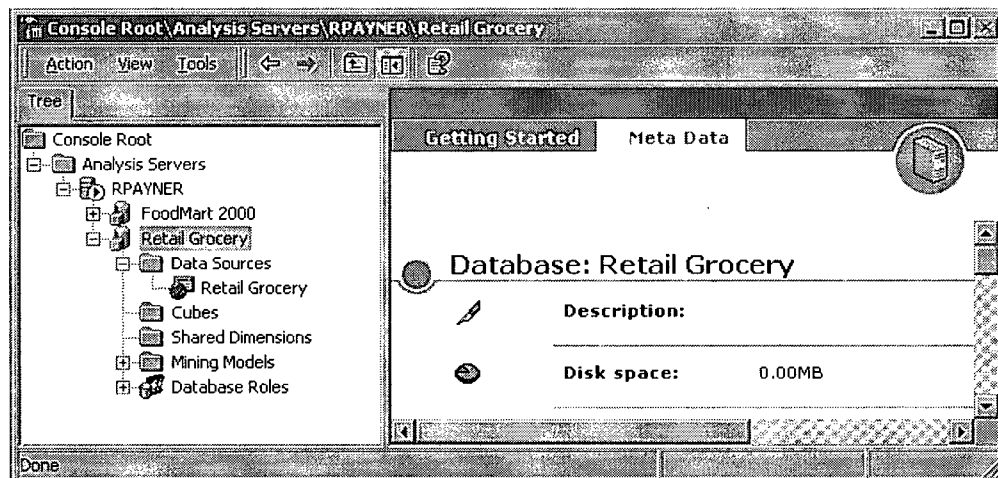 Console Root\Analysis Servers\RPAYNER\Retail Grocery
Action View Tools
Tree
Console Root
Analysis Servers
RPAYNER
FoodMart 2000
Retail Grocery
Data Sources
Retail Grocery
Cubes
Shared Dimensions
Mining Models
Database Roles
Getting Started Meta Data
Database: Retail Grocery
Description:
Disk space: 0.00MB
Done